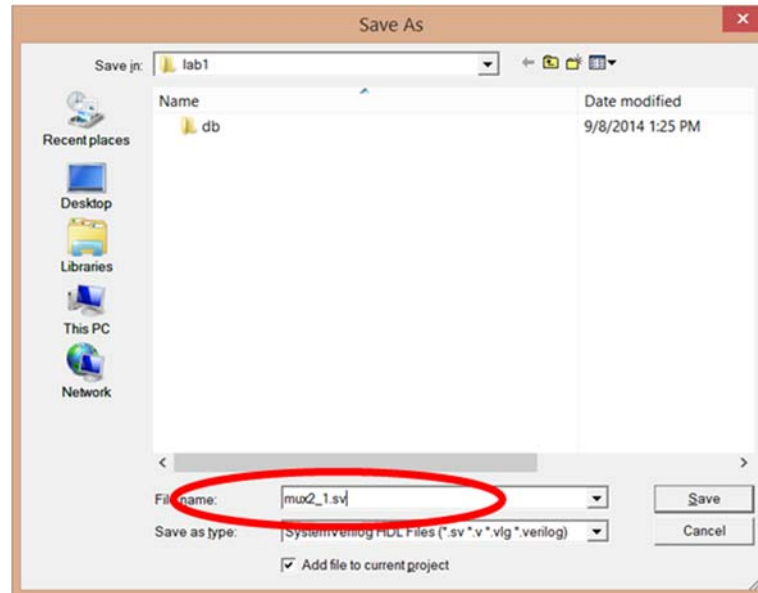 Save As
Save in:
lab1
Name
Date modified
db
9/8/2014 1:25 PM
Recent places
Desktop
Libraries
This PC
Network
File name:
mux2_1.sv
Save
Save as type:
SystemVerilog HDL Files (*.sv *.v *.vlg *.verilog)
Cancel
Add file to current project